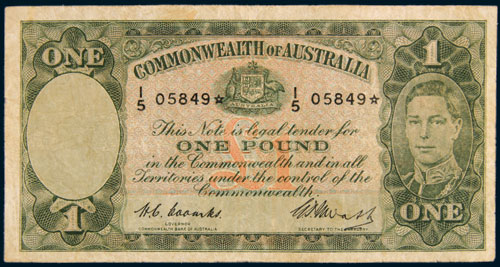 ONE
COMMONWEALTH OF AUSTRALIA
1
I/5 05849☆ I/5 05849☆
AUSTRALIA
This Note is legal tender for
ONE POUND
in the Commonwealth and in all
Territories under the control of the
Commonwealth.
H.C. Coombs.
GOVERNOR
COMMONWEALTH BANK OF AUSTRALIA
SECRETARY TO THE TREASURY
1
ONE